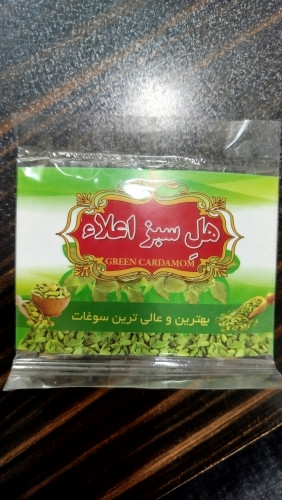 هل سبز اعلاء
GREEN CARDAMOM
بهترین و عالی ترین سوغات